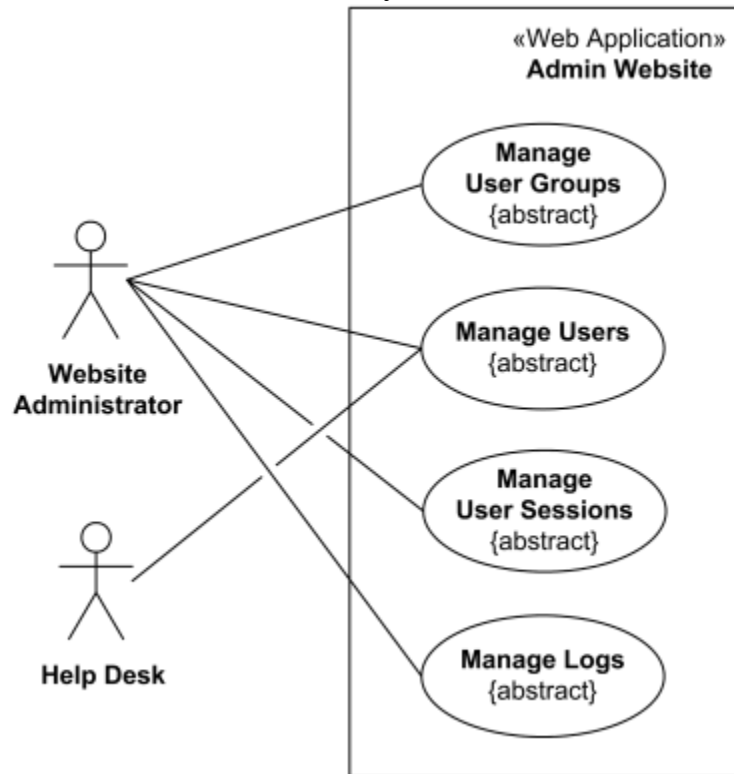 «Web Application»
Admin Website
Manage
User Groups
{abstract}
Manage Users
{abstract}
Website
Administrator
Manage
User Sessions
{abstract}
Help Desk
Manage Logs
{abstract}